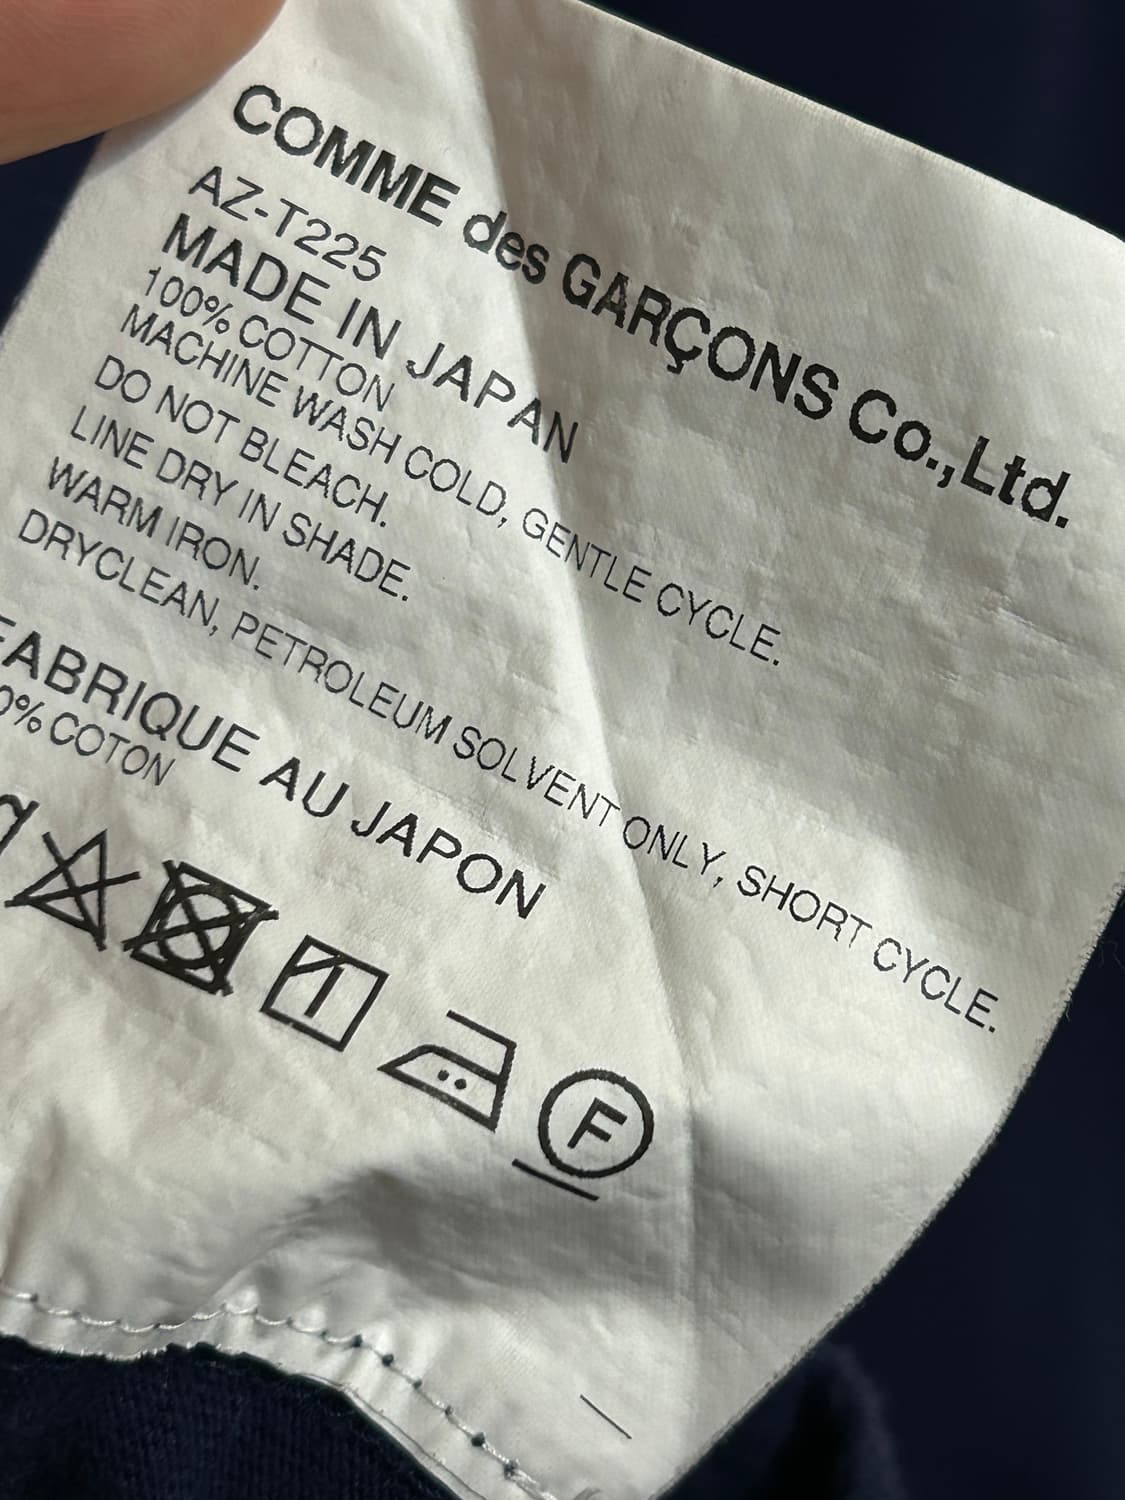 COMME des GARÇONS Co.,Ltd.
AZ-T225
MADE IN JAPAN
100% COTTON
MACHINE WASH COLD, GENTLE CYCLE.
DO NOT BLEACH.
LINE DRY IN SHADE.
WARM IRON.
DRYCLEAN, PETROLEUM SOLVENT ONLY, SHORT CYCLE.
FABRIQUE AU JAPON
0% COTON
F